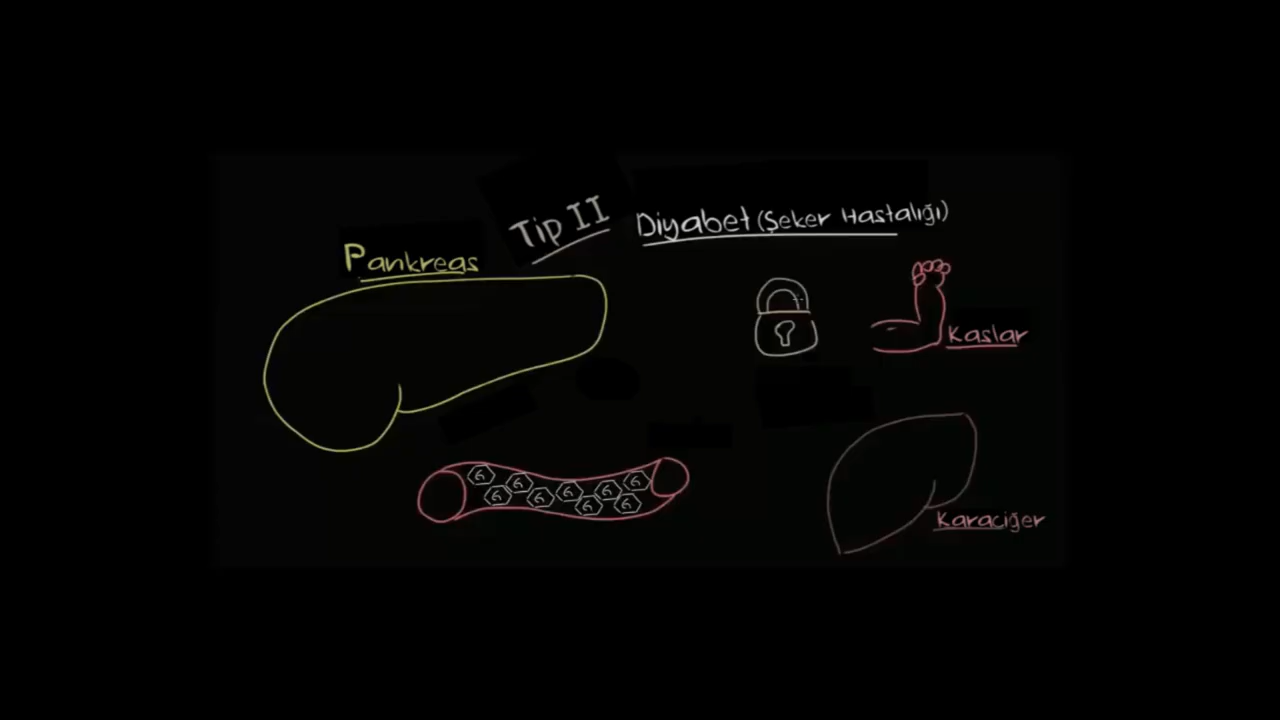 Tip II Diyabet (Şeker Hastalığı)
Pankreas
Kaslar
G G G G G G G G G G
Karaciğer